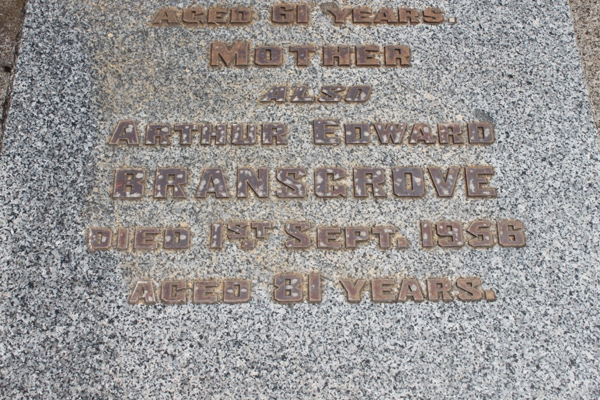 AGED 61 YEARS.
MOTHER
ALSO
ARTHUR EDWARD
BRANSGROVE
DIED 1ST SEPT. 1956
AGED 81 YEARS.